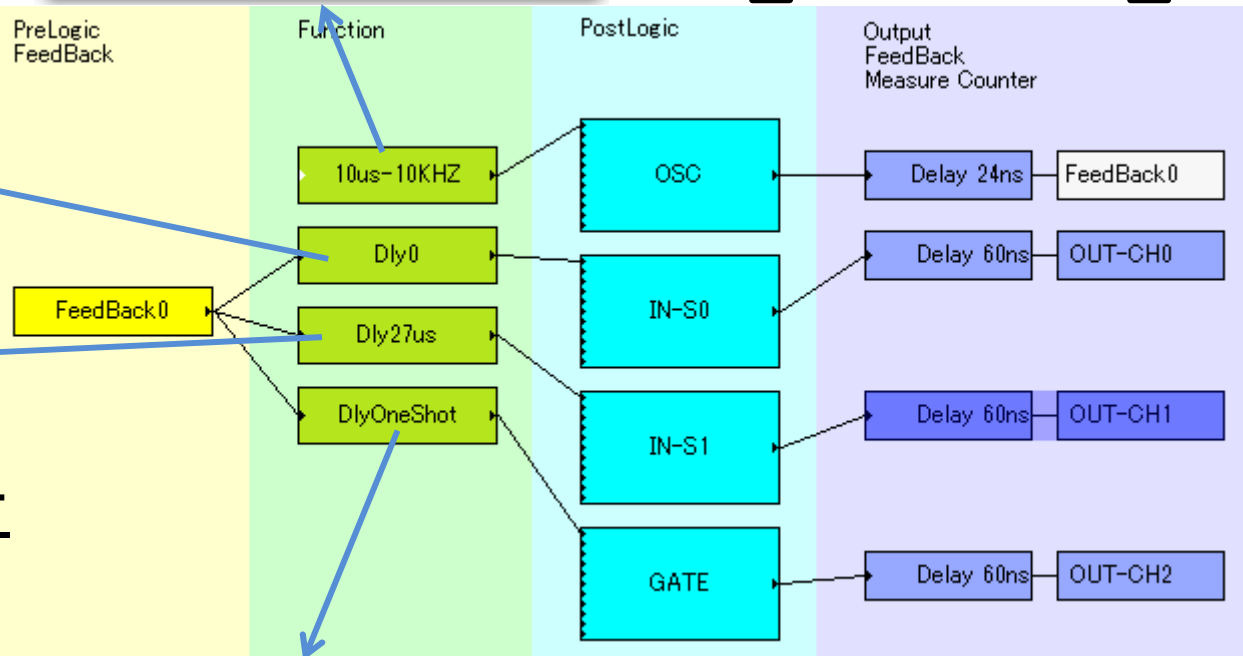 PreLogic
FeedBack
Function
PostLogic
Output
FeedBack
Measure Counter
10us-10KHZ
OSC
Delay 24ns
FeedBack0
Dly0
IN-S0
Delay 60ns
OUT-CH0
FeedBack0
Dly27us
DlyOneShot
IN-S1
Delay 60ns
OUT-CH1
GATE
Delay 60ns
OUT-CH2